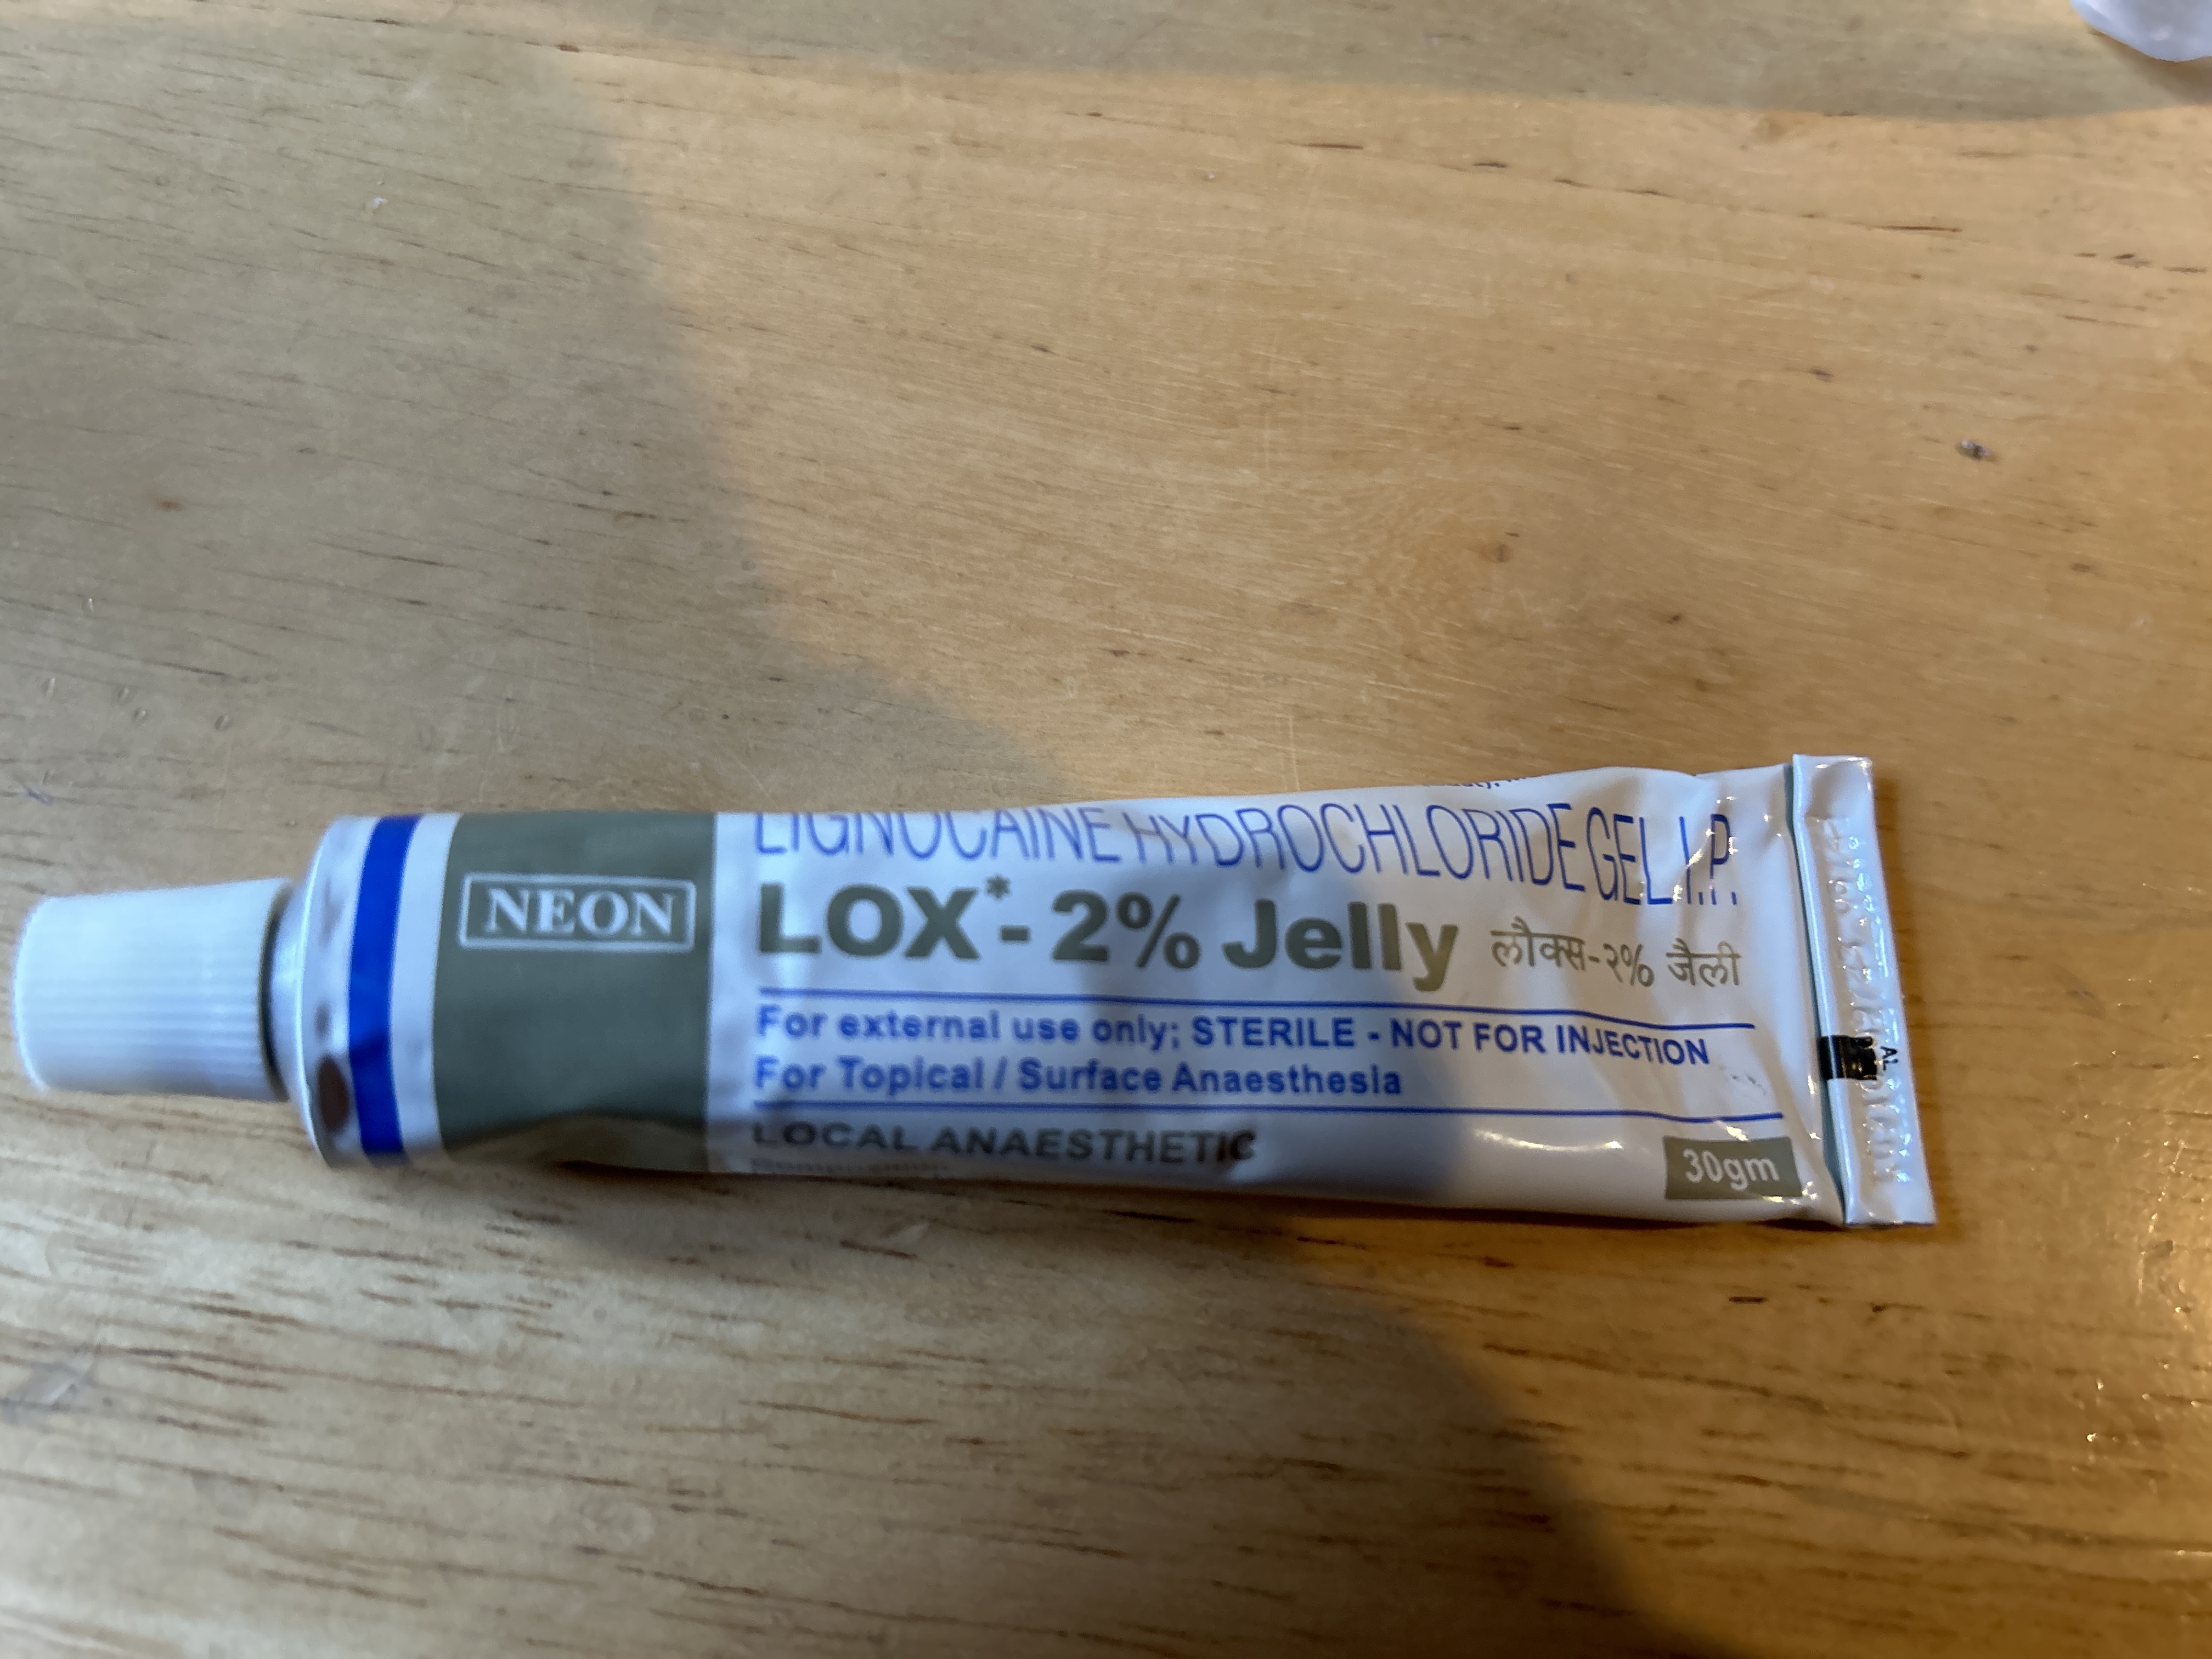 NEON
LIGNOCAINE HYDROCHLORIDE GEL I.P.
LOX*- 2% Jelly लौक्स-२% जैली
For external use only; STERILE - NOT FOR INJECTION
For Topical / Surface Anaesthesia
LOCAL ANAESTHETIC
30gm